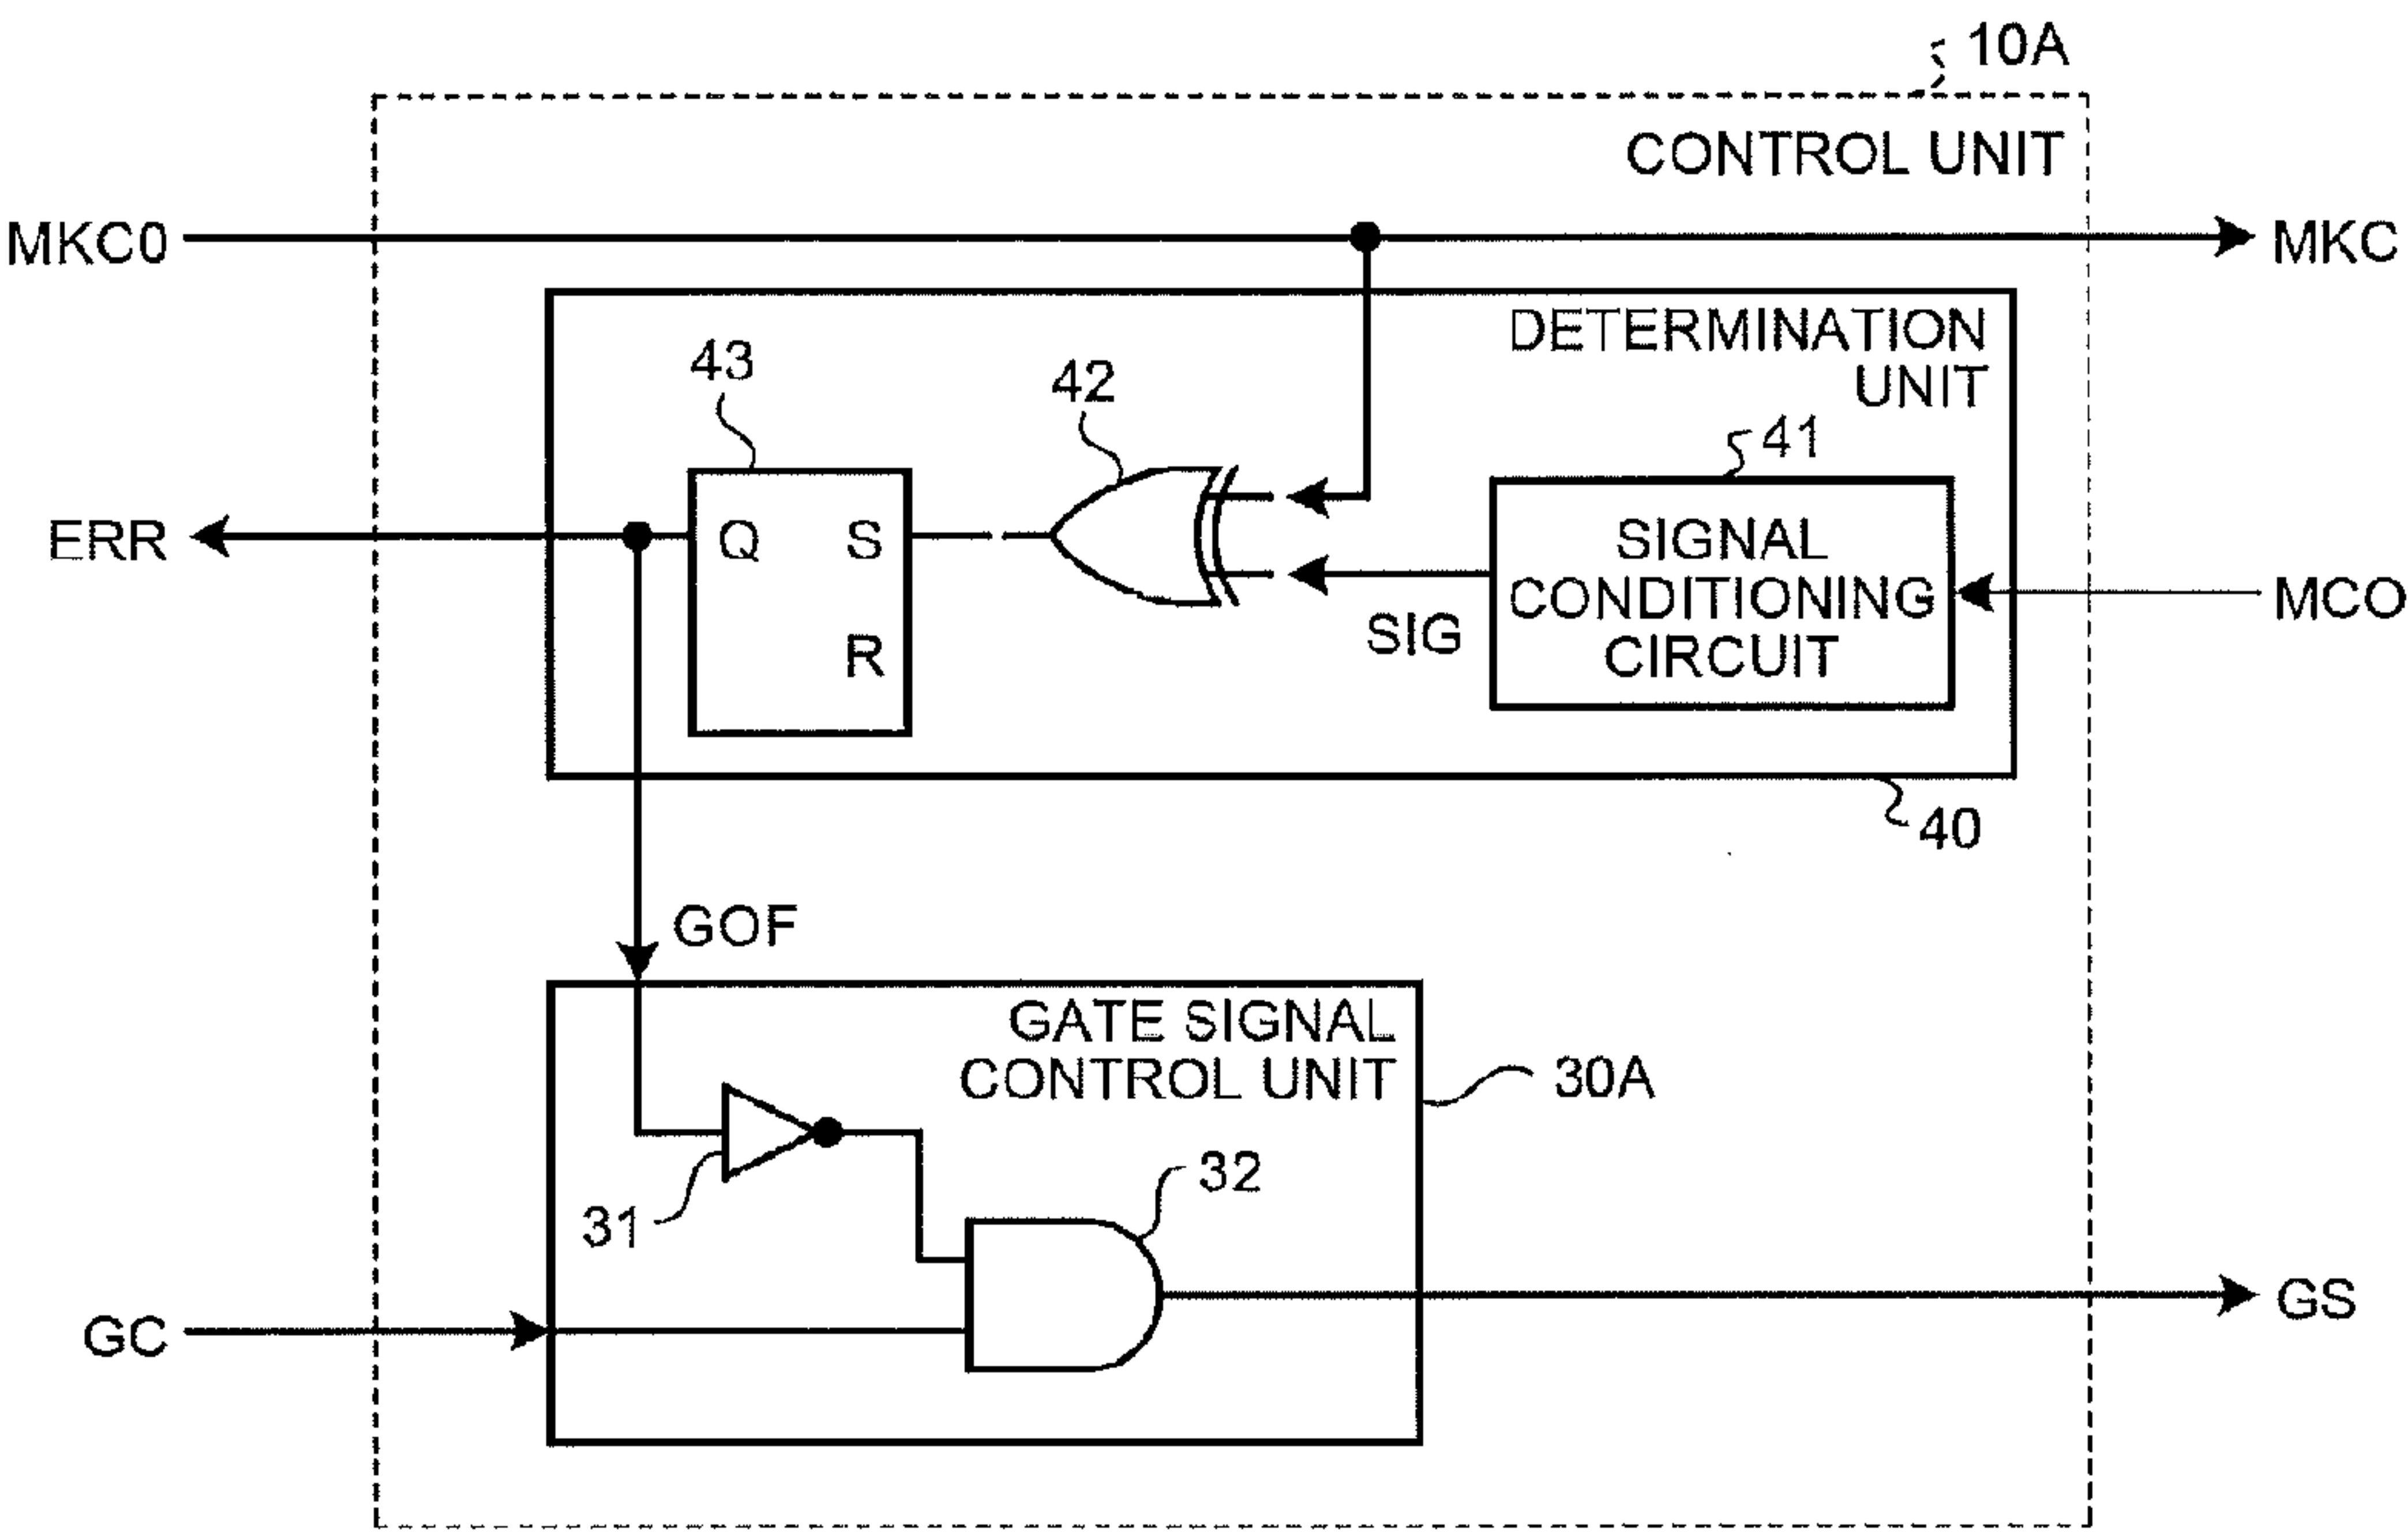 10A
CONTROL UNIT
MKC0
MKC
DETERMINATION
UNIT
43
42
41
ERR
Q
S
R
SIGNAL
CONDITIONING
CIRCUIT
SIG
MCO
40
GOF
GATE SIGNAL
CONTROL UNIT
30A
31
32
GC
GS